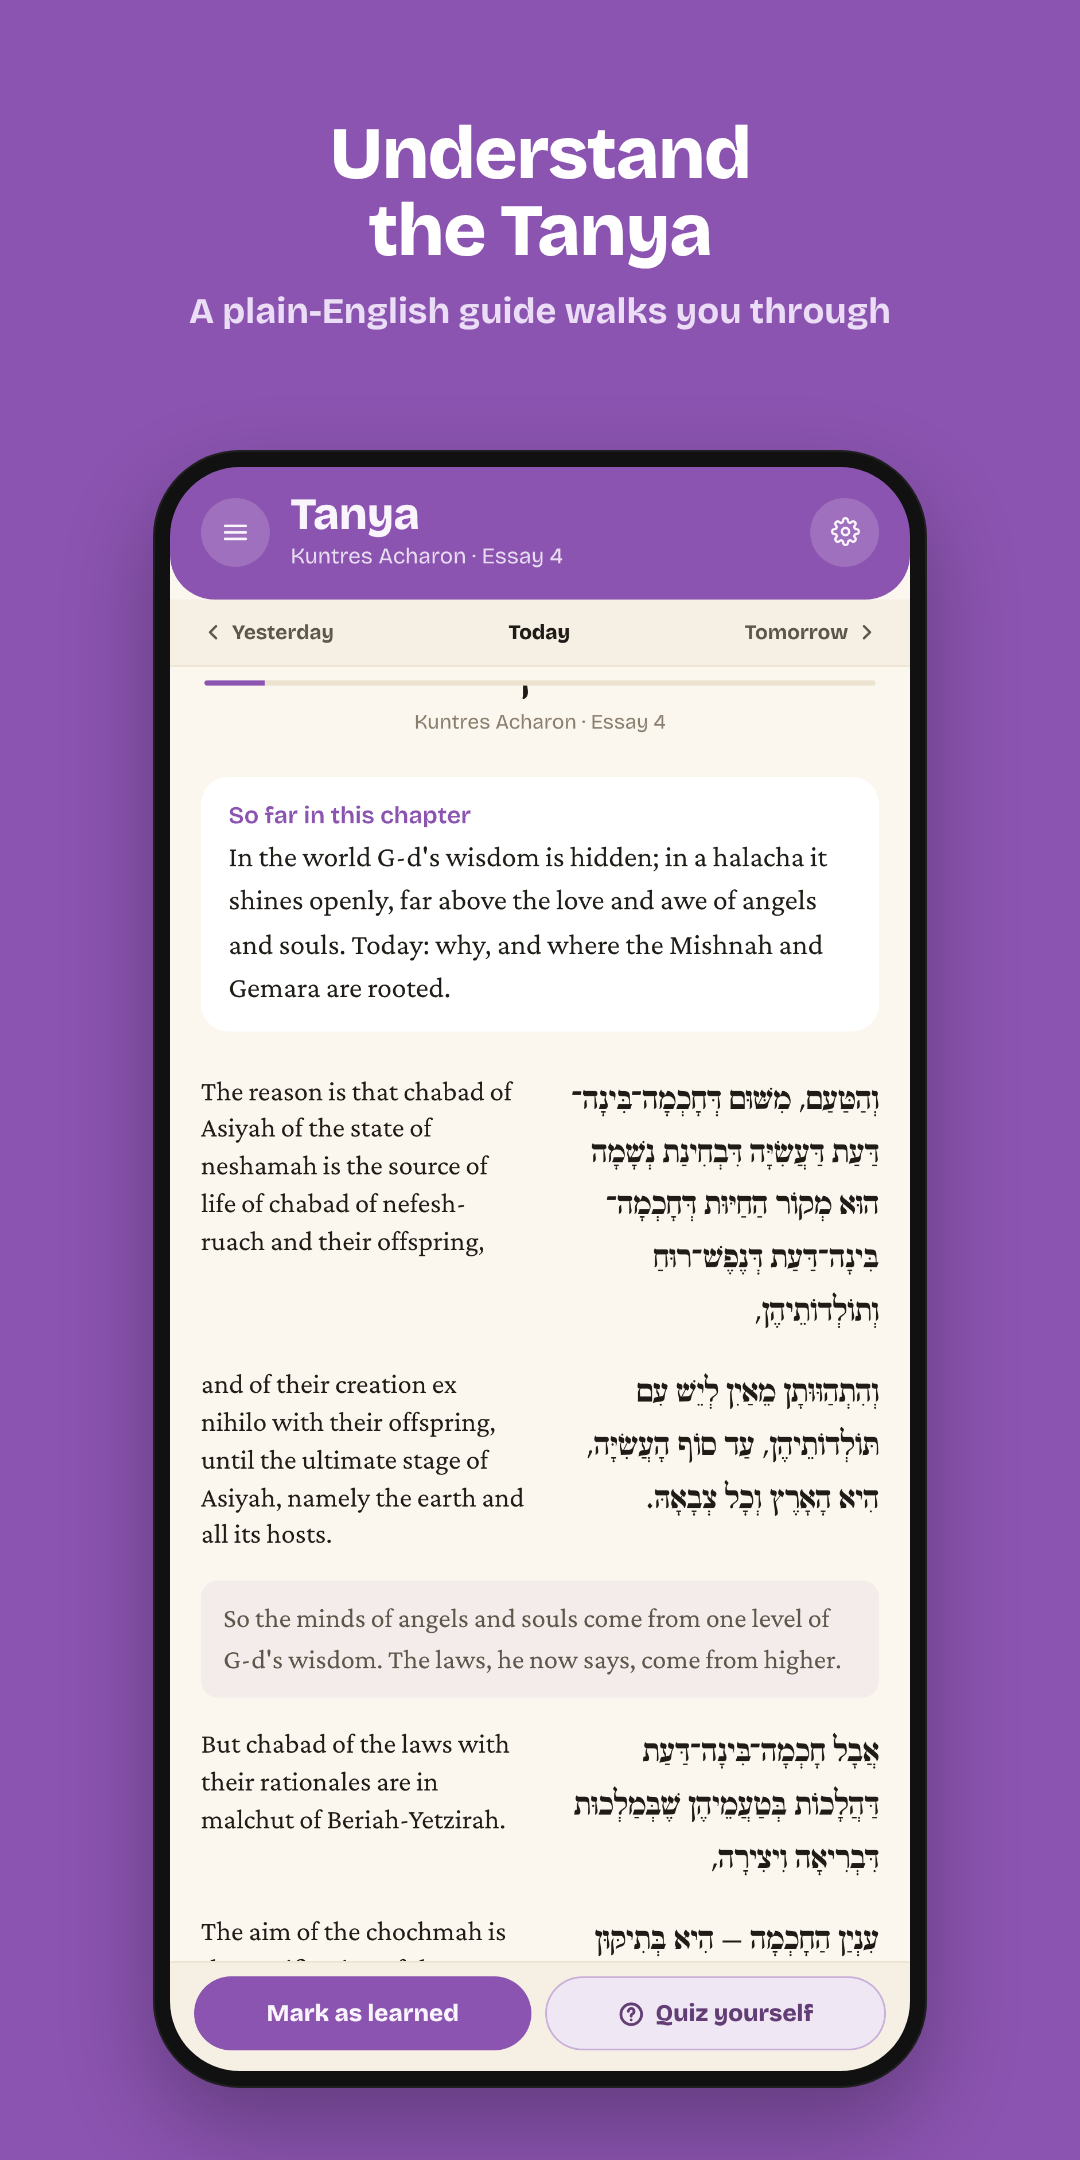 Understand
the Tanya
A plain-English guide walks you through
Tanya
Kuntres Acharon · Essay 4
Yesterday
Today
Tomorrow
Kuntres Acharon · Essay 4
So far in this chapter
In the world G-d's wisdom is hidden; in a halacha it
shines openly, far above the love and awe of angels
and souls. Today: why, and where the Mishnah and
Gemara are rooted.
The reason is that chabad of
Asiyah of the state of
neshamah is the source of
life of chabad of nefesh-
ruach and their offspring,
וְהַטַּעַם, מִשּׁוּם דְּחָכְמָה־בִּינָה־
דַּעַת דַּעֲשִׂיָּה דִּבְחִינַת נְשָׁמָה
הוּא מְקוֹר הַחַיּוּת דְּחָכְמָה־
בִּינָה־דַּעַת דְּנֶפֶשׁ־רוּחַ
וְתוֹלְדוֹתֵיהֶן,
and of their creation ex
nihilo with their offspring,
until the ultimate stage of
Asiyah, namely the earth and
all its hosts.
וְהִתְהַוּוּתָן מֵאַיִן לְיֵשׁ עִם
תּוֹלְדוֹתֵיהֶן, עַד סוֹף הָעֲשִׂיָּה,
הִיא הָאָרֶץ וְכָל צְבָאָהּ.
So the minds of angels and souls come from one level of
G-d's wisdom. The laws, he now says, come from higher.
But chabad of the laws with
their rationales are in
malchut of Beriah-Yetzirah.
אֲבָל חָכְמָה־בִּינָה־דַּעַת
דַּהֲלָכוֹת בְּטַעֲמֵיהֶן שֶׁבְּמַלְכוּת
דִּבְרִיאָה וִיצִירָה,
The aim of the chochmah is
עִנְיַן הַחָכְמָה – הִיא בְּתִיקּוּן
Mark as learned
Quiz yourself